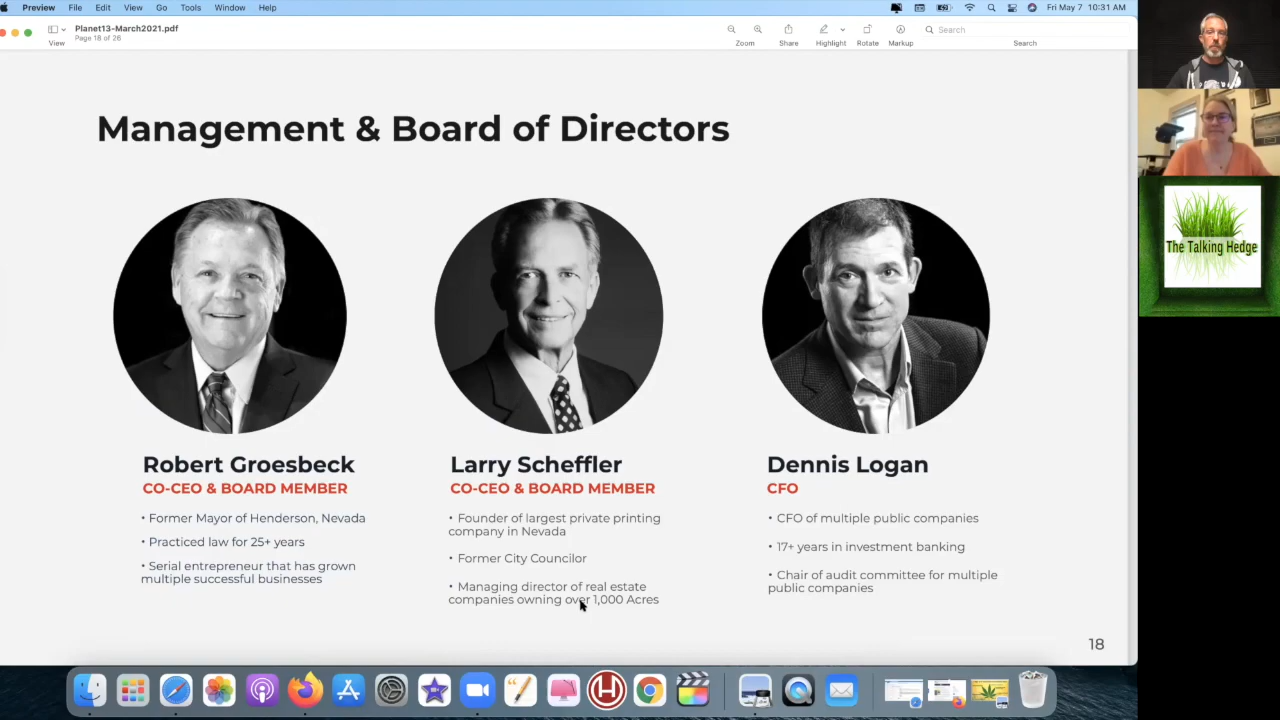 Preview File Edit View Go Tools Window Help
Fri May 7 10:31 AM
Planet13-March2021.pdf
Page 18 of 26
View
Zoom
Share
Highlight
Rotate
Markup
Search
Search
Management & Board of Directors
Robert Groesbeck
CO-CEO & BOARD MEMBER
• Former Mayor of Henderson, Nevada
• Practiced law for 25+ years
• Serial entrepreneur that has grown
multiple successful businesses
Larry Scheffler
CO-CEO & BOARD MEMBER
• Founder of largest private printing
company in Nevada
• Former City Councilor
• Managing director of real estate
companies owning over 1,000 Acres
Dennis Logan
CFO
• CFO of multiple public companies
• 17+ years in investment banking
• Chair of audit committee for multiple
public companies
18
The Talking Hedge